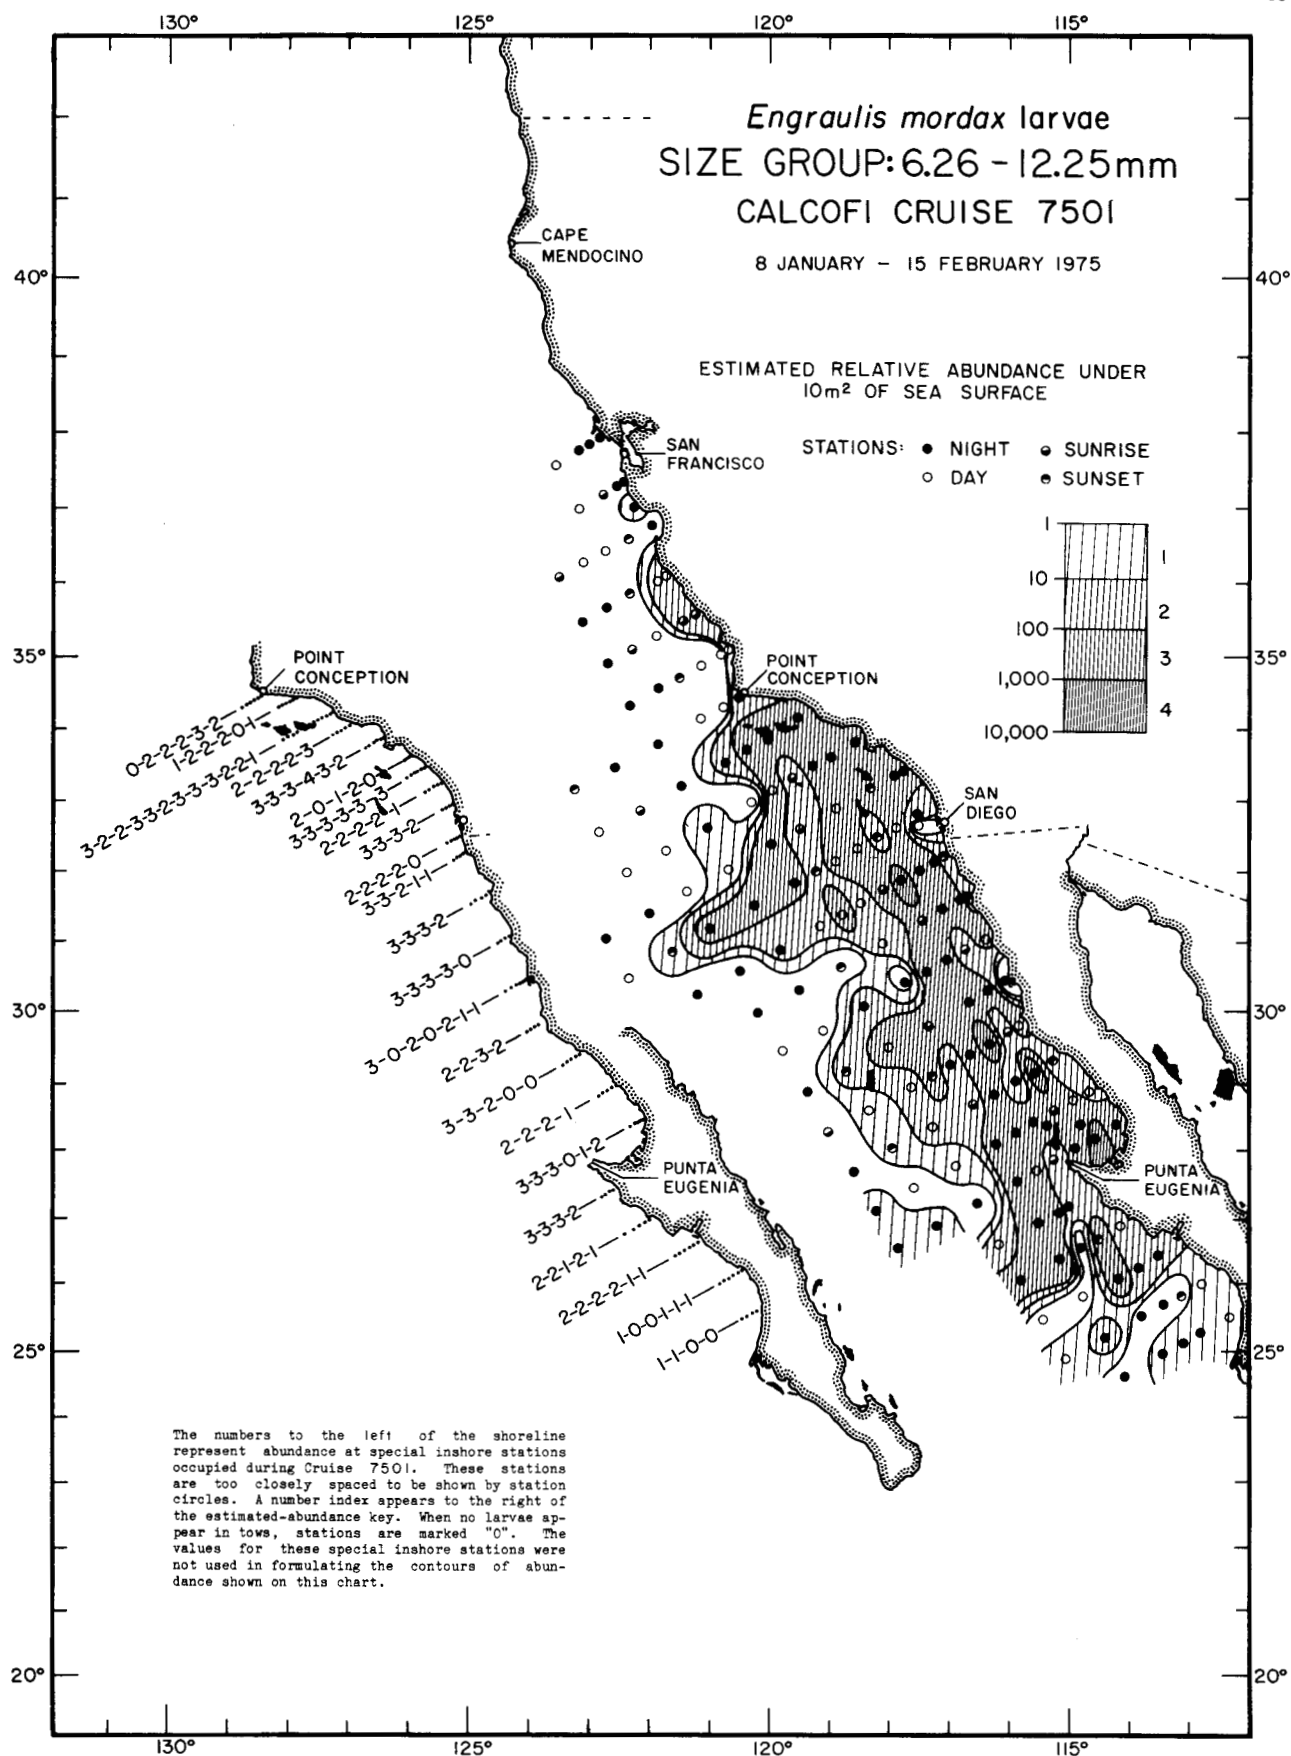 130° 125° 120° 115°
Engraulis mordax larvae
SIZE GROUP: 6.26 - 12.25mm
CALCOFI CRUISE 7501
8 JANUARY - 15 FEBRUARY 1975
CAPE
MENDOCINO
40° 40°
ESTIMATED RELATIVE ABUNDANCE UNDER
10m² OF SEA SURFACE
STATIONS: ● NIGHT SUNRISE
○ DAY SUNSET
SAN
FRANCISCO
1
1
10
2
100
3
1,000
4
10,000
35° 35°
POINT
CONCEPTION
POINT
CONCEPTION
SAN
DIEGO
0-2-2-2-3-2
1-2-2-2-0-1
3-2-2-3-3-2-3-3-3-2-2-1
2-2-2-2-3
3-3-3-4-3-2
2-0-1-2-0
3-3-3-3-3-3
2-2-2-2-1
3-3-3-2
2-2-2-2-0
3-3-2-1-1
3-3-3-2
3-3-3-3-0
30° 30°
3-0-2-0-2-1-1
2-2-3-2
3-3-2-0-0
2-2-2-1
3-3-3-0-1-2
PUNTA
EUGENIA
PUNTA
EUGENIA
3-3-3-2
2-2-1-2-1
2-2-2-2-1-1
1-0-0-1-1-1
1-1-0-0
25° 25°
The numbers to the left of the shoreline
represent abundance at special inshore stations
occupied during Cruise 7501. These stations
are too closely spaced to be shown by station
circles. A number index appears to the right of
the estimated-abundance key. When no larvae ap-
pear in tows, stations are marked "0". The
values for these special inshore stations were
not used in formulating the contours of abun-
dance shown on this chart.
20° 20°
130° 125° 120° 115°